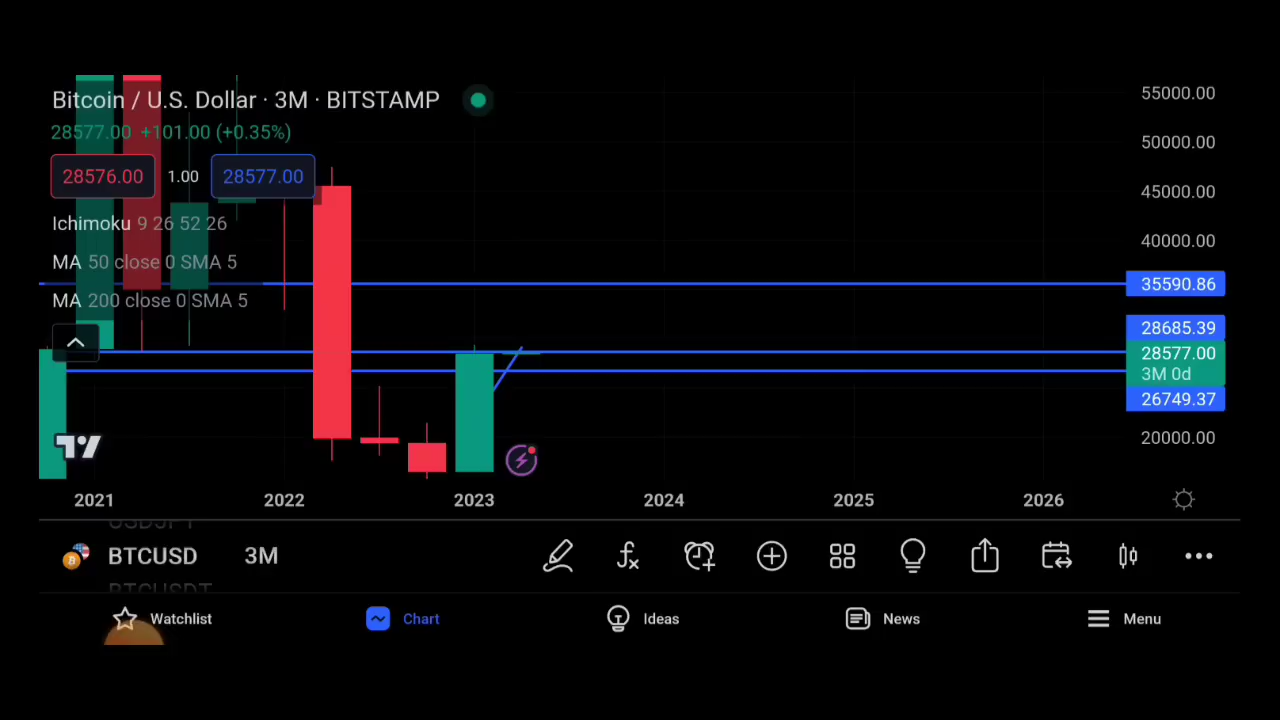 Bitcoin / U.S. Dollar · 3M · BITSTAMP
28577.00 +101.00 (+0.35%)
28576.00 1.00 28577.00
Ichimoku 9 26 52 26
MA 50 close 0 SMA 5
MA 200 close 0 SMA 5
55000.00
50000.00
45000.00
40000.00
35590.86
28685.39
28577.00
3M 0d
26749.37
20000.00
2021 2022 2023 2024 2025 2026
USDJPY
BTCUSD 3M
BTCUSDT
Watchlist Chart Ideas News Menu